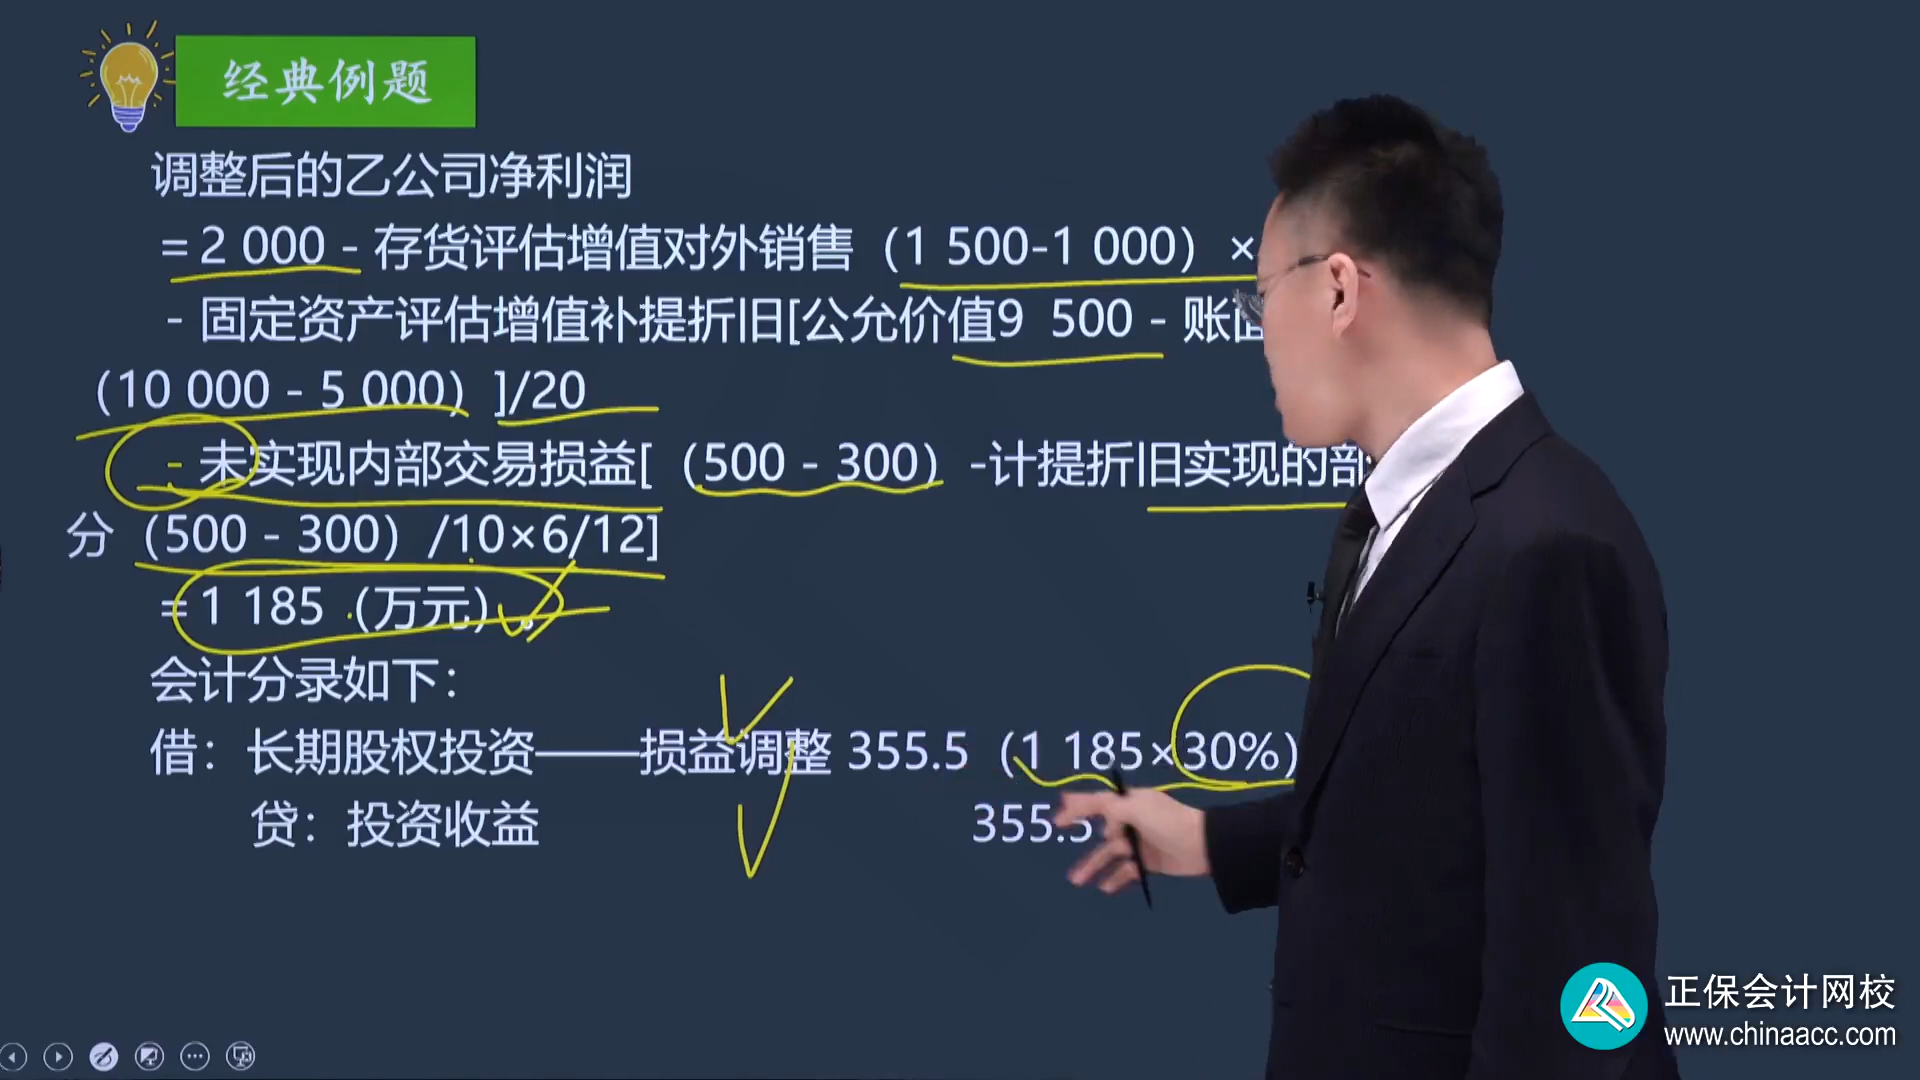 经典例题
调整后的乙公司净利润
=2 000 - 存货评估增值对外销售（1 500-1 000）×
- 固定资产评估增值补提折旧[公允价值9 500 - 账面
（10 000 - 5 000）]/20
- 未实现内部交易损益[（500 - 300）-计提折旧实现的部
分（500 - 300）/10×6/12]
=1 185（万元）。
会计分录如下：
借：长期股权投资——损益调整 355.5（1 185×30%）
贷：投资收益 355.5
正保会计网校
www.chinaacc.com